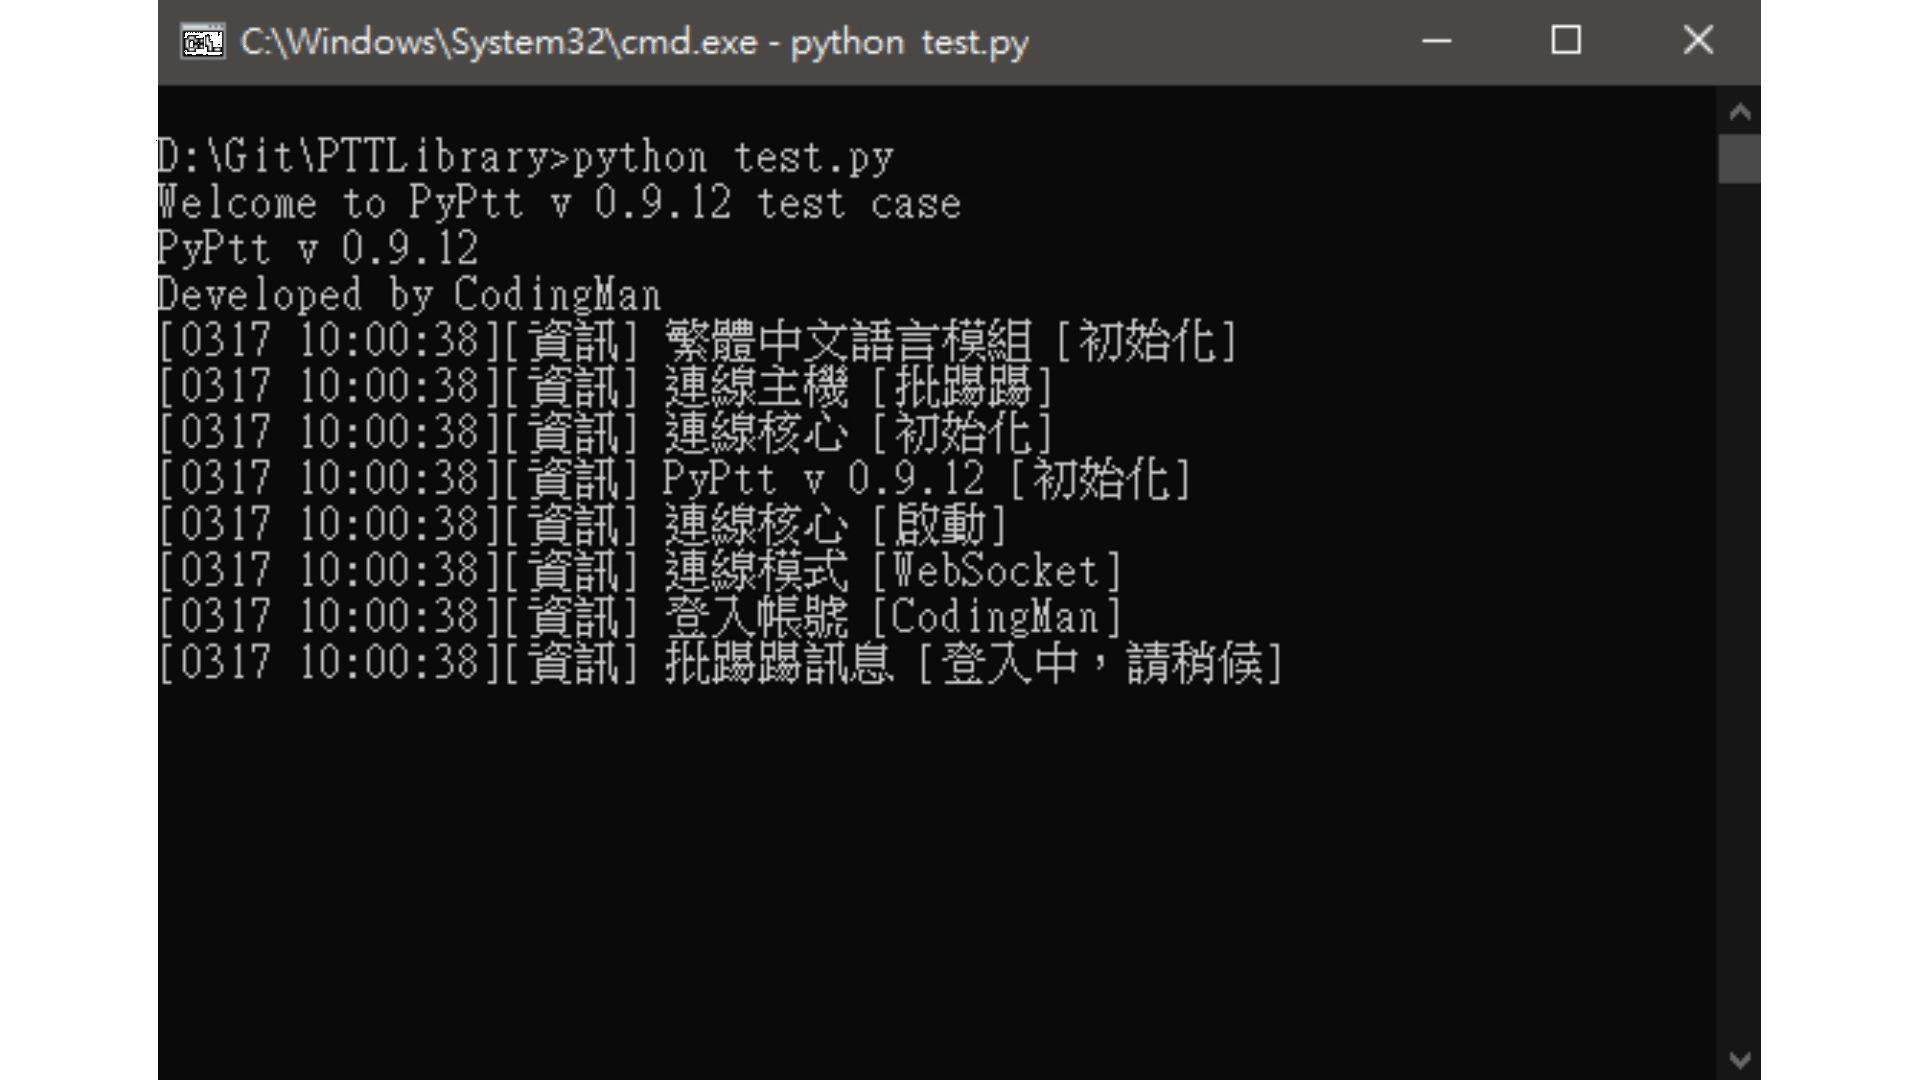 C:\Windows\System32\cmd.exe - python  test.py
D:\Git\PTTLibrary>python test.py
Welcome to PyPtt v 0.9.12 test case
PyPtt v 0.9.12
Developed by CodingMan
[0317 10:00:38][資訊] 繁體中文語言模組 [初始化]
[0317 10:00:38][資訊] 連線主機 [批踢踢]
[0317 10:00:38][資訊] 連線核心 [初始化]
[0317 10:00:38][資訊] PyPtt v 0.9.12 [初始化]
[0317 10:00:38][資訊] 連線核心 [啟動]
[0317 10:00:38][資訊] 連線模式 [WebSocket]
[0317 10:00:38][資訊] 登入帳號 [CodingMan]
[0317 10:00:38][資訊] 批踢踢訊息 [登入中，請稍候]